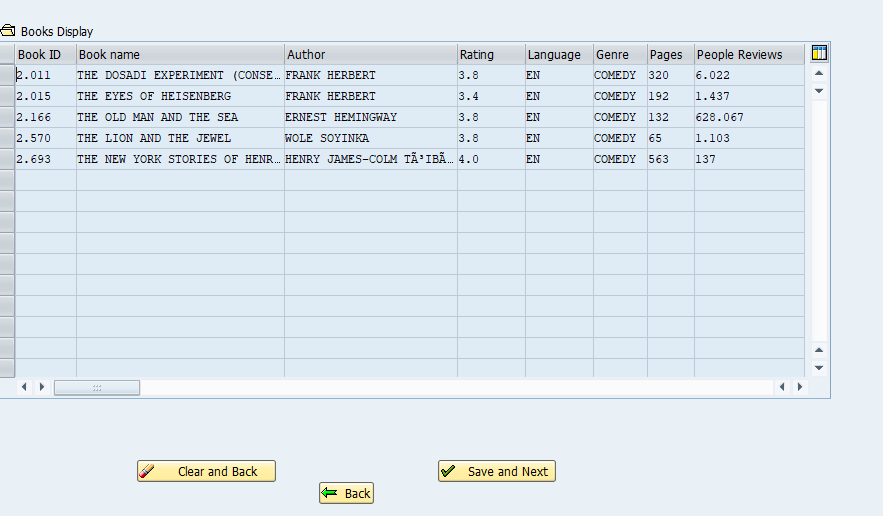 Books Display
Book ID Book name Author Rating Language Genre Pages People Reviews
2.011 THE DOSADI EXPERIMENT (CONSE… FRANK HERBERT 3.8 EN COMEDY 320 6.022
2.015 THE EYES OF HEISENBERG FRANK HERBERT 3.4 EN COMEDY 192 1.437
2.166 THE OLD MAN AND THE SEA ERNEST HEMINGWAY 3.8 EN COMEDY 132 628.067
2.570 THE LION AND THE JEWEL WOLE SOYINKA 3.8 EN COMEDY 65 1.103
2.693 THE NEW YORK STORIES OF HENR… HENRY JAMES-COLM TÃ³IBÃ… 4.0 EN COMEDY 563 137
Clear and Back Save and Next
Back